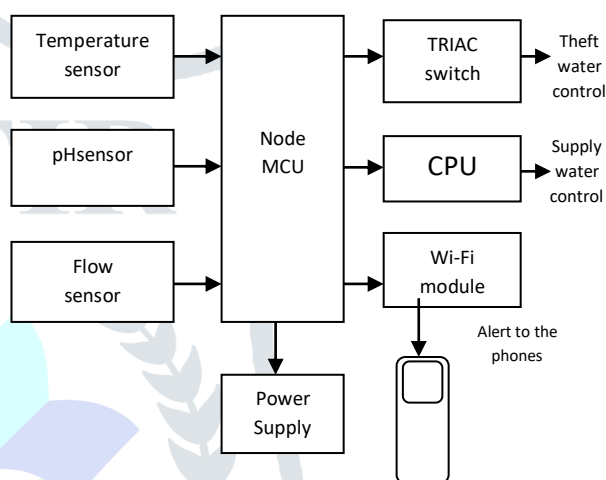 Temperature
sensor
pHsensor
Flow
sensor
Node
MCU
Power
Supply
TRIAC
switch
CPU
Wi-Fi
module
Theft
water
control
Supply
water
control
Alert to the
phones